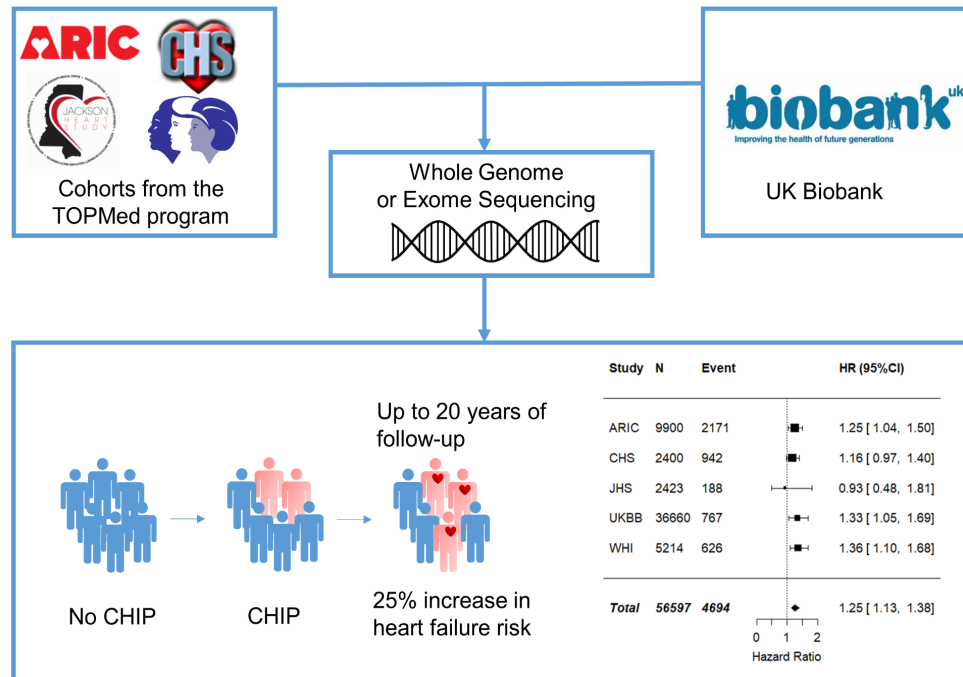 ARIC
CHS
JACKSON
HEART
STUDY
Cohorts from the
TOPMed program
Whole Genome
or Exome Sequencing
biobank uk
Improving the health of future generations
UK Biobank
No CHIP
CHIP
Up to 20 years of
follow-up
25% increase in
heart failure risk
Study N Event HR (95%CI)
ARIC 9900 2171 1.25 [ 1.04, 1.50]
CHS 2400 942 1.16 [ 0.97, 1.40]
JHS 2423 188 0.93 [ 0.48, 1.81]
UKBB 36660 767 1.33 [ 1.05, 1.69]
WHI 5214 626 1.36 [ 1.10, 1.68]
Total 56597 4694 1.25 [ 1.13, 1.38]
0 1 2
Hazard Ratio